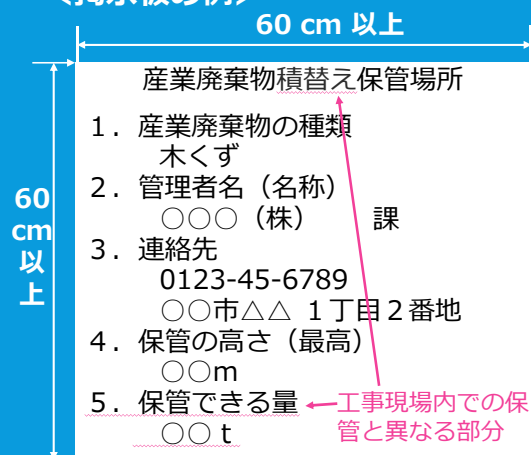 60 cm 以上
60
cm
以
上
産業廃棄物積替え保管場所
1．産業廃棄物の種類
木くず
2．管理者名（名称）
○○○（株）　　課
3．連絡先
0123-45-6789
○○市△△ 1丁目2番地
4．保管の高さ（最高）
○○m
5．保管できる量
○○ t
工事現場内での保
管と異なる部分